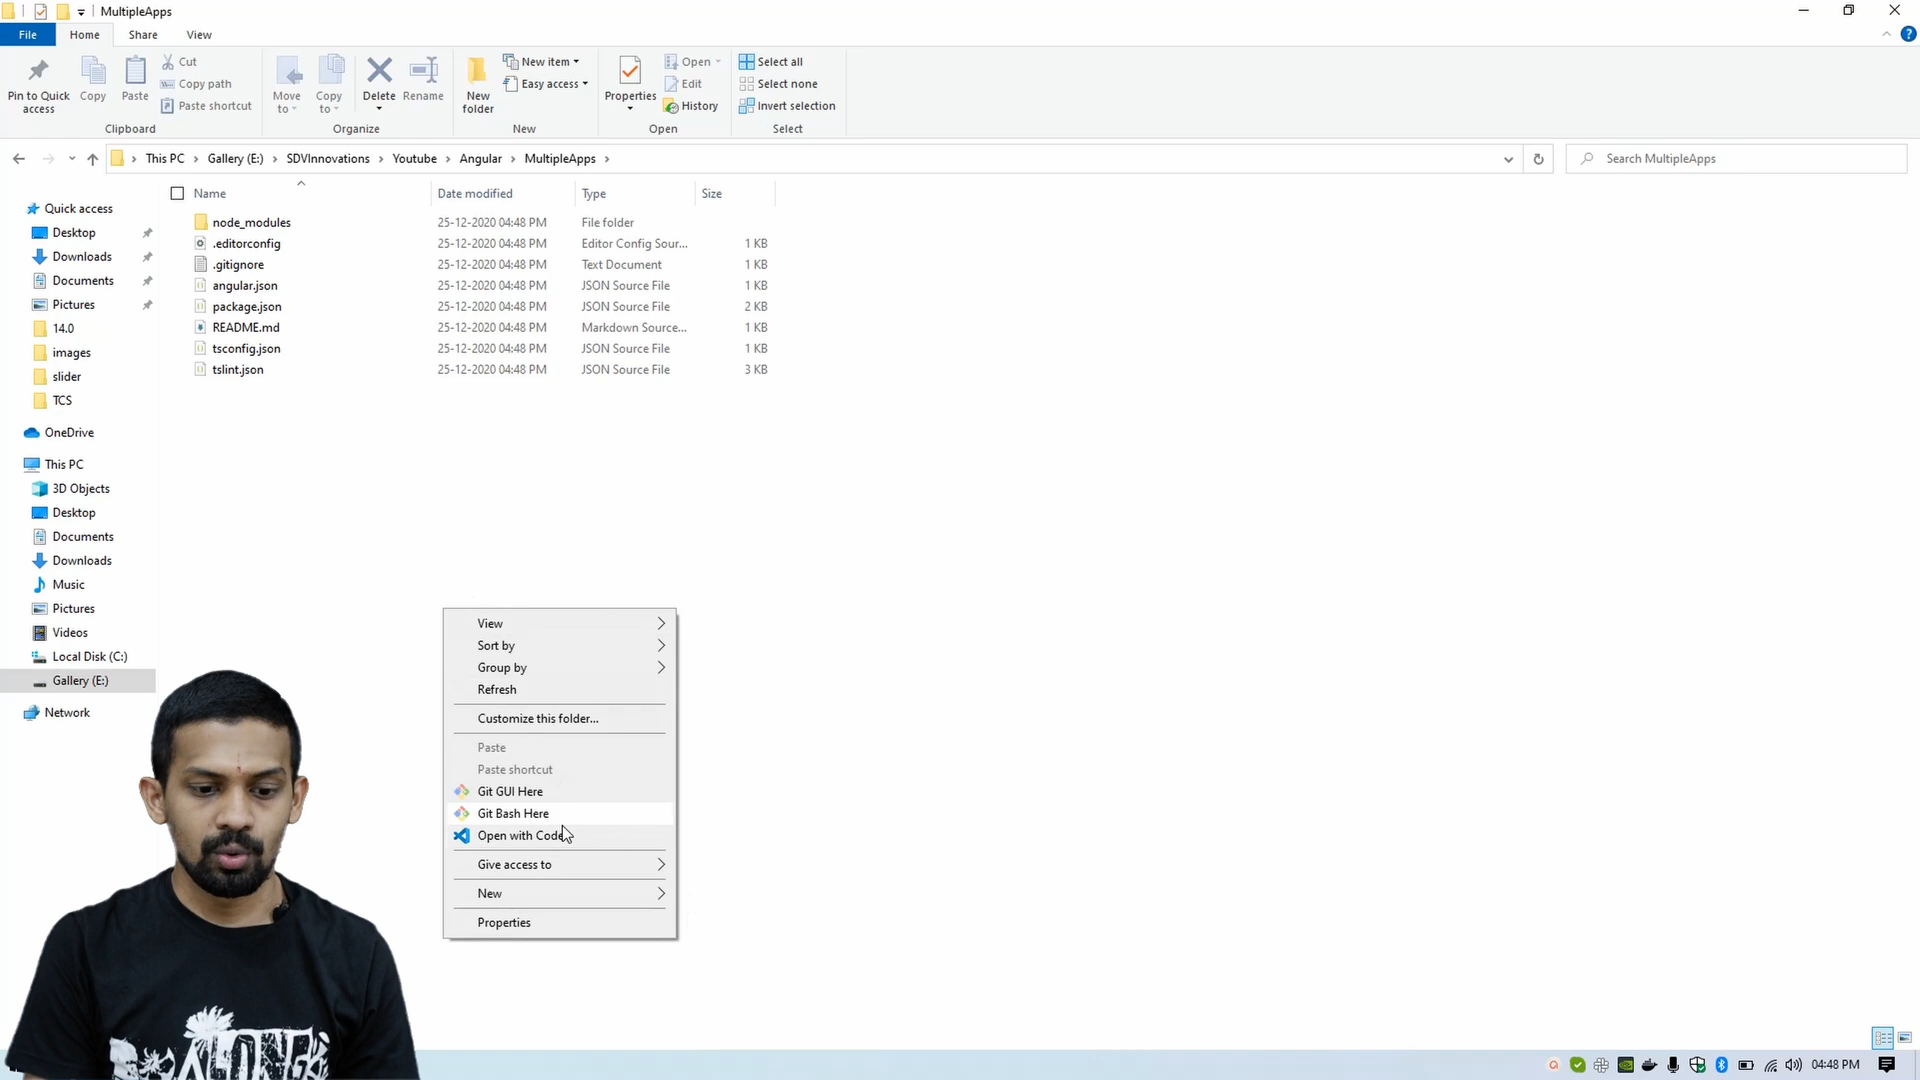 MultipleApps
File
Home
Share
View
Pin to Quick access
Copy
Paste
Cut
Copy path
Paste shortcut
Clipboard
Move to
Copy to
Delete
Rename
Organize
New folder
New item
Easy access
New
Properties
Open
Edit
History
Open
Select all
Select none
Invert selection
Select
This PC
Gallery (E:)
SDVInnovations
Youtube
Angular
MultipleApps
Search MultipleApps
Name Date modified Type Size
node_modules 25-12-2020 04:48 PM File folder
.editorconfig 25-12-2020 04:48 PM Editor Config Sour... 1 KB
.gitignore 25-12-2020 04:48 PM Text Document 1 KB
angular.json 25-12-2020 04:48 PM JSON Source File 1 KB
package.json 25-12-2020 04:48 PM JSON Source File 2 KB
README.md 25-12-2020 04:48 PM Markdown Source... 1 KB
tsconfig.json 25-12-2020 04:48 PM JSON Source File 1 KB
tslint.json 25-12-2020 04:48 PM JSON Source File 3 KB
Quick access
Desktop
Downloads
Documents
Pictures
14.0
images
slider
TCS
OneDrive
This PC
3D Objects
Desktop
Documents
Downloads
Music
Pictures
Videos
Local Disk (C:)
Gallery (E:)
Network
View
Sort by
Group by
Refresh
Customize this folder...
Paste
Paste shortcut
Git GUI Here
Git Bash Here
Open with Code
Give access to
New
Properties
04:48 PM